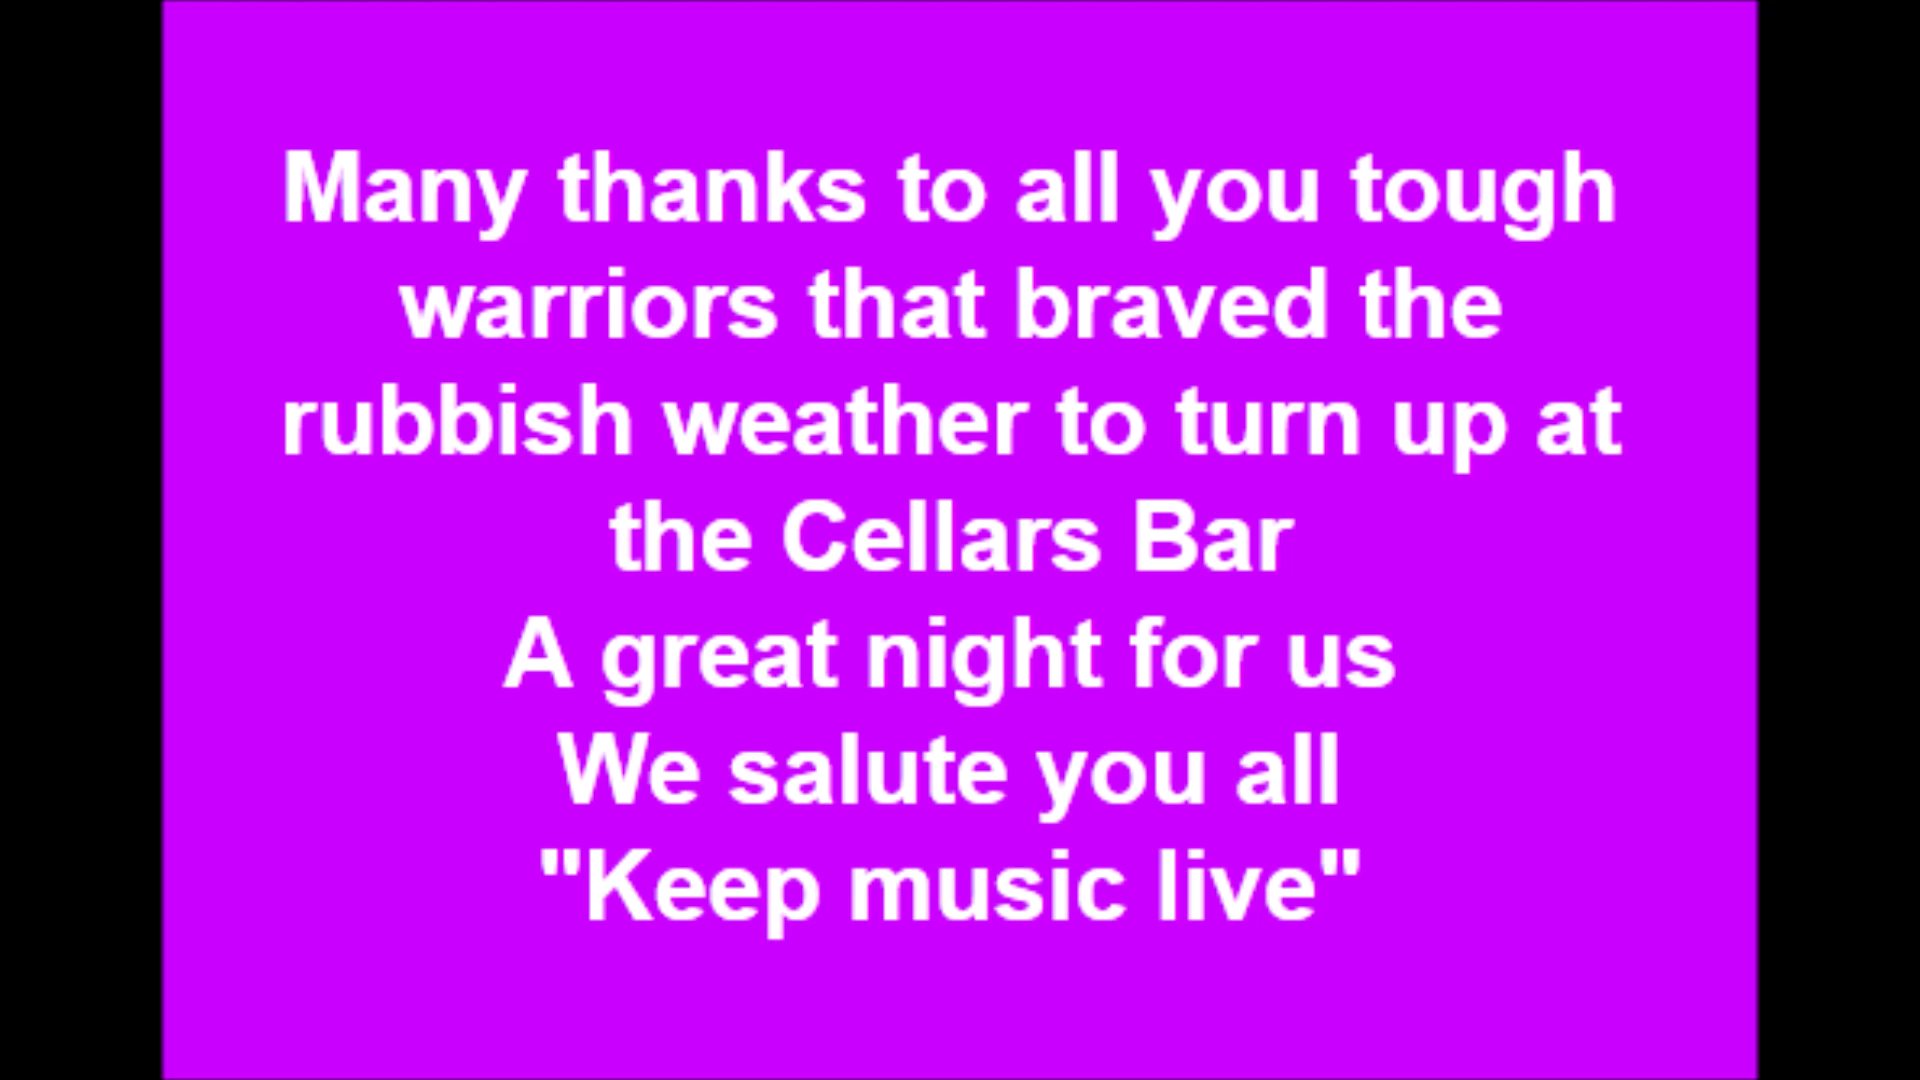 Many thanks to all you tough
warriors that braved the
rubbish weather to turn up at
the Cellars Bar
A great night for us
We salute you all
"Keep music live"